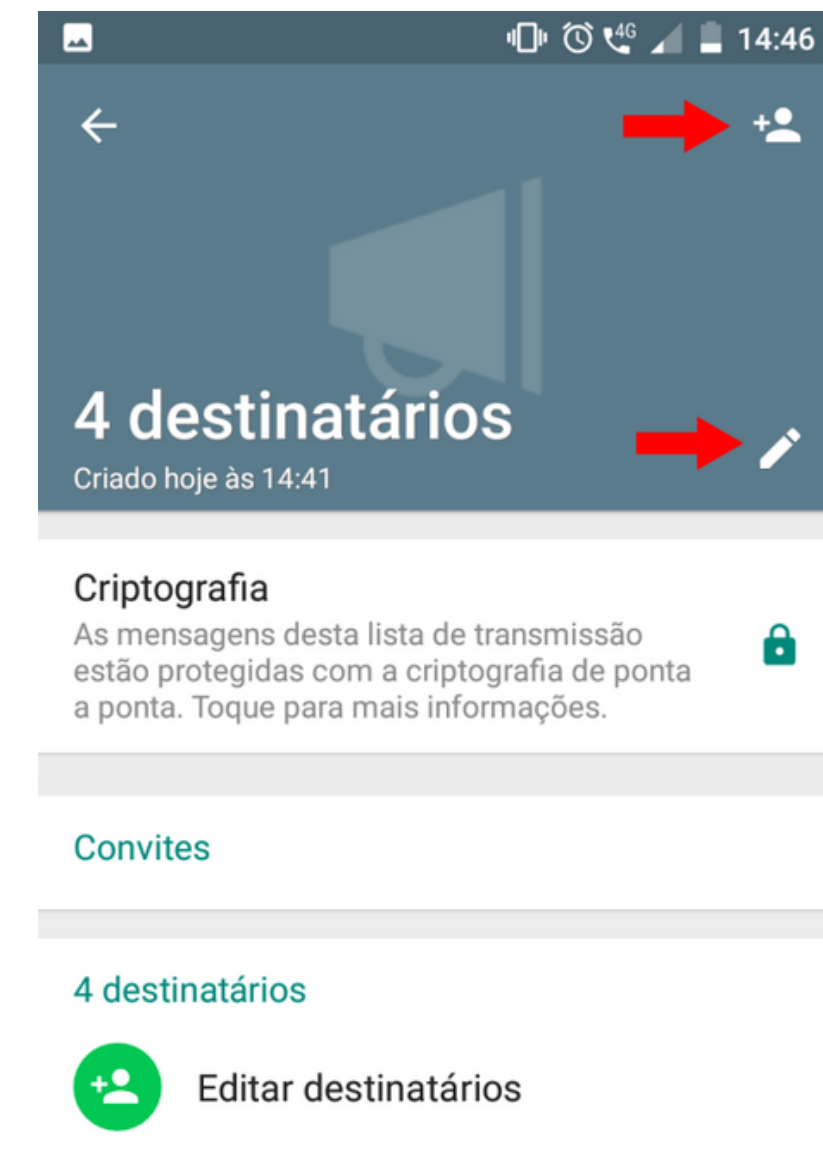 4G 14:46
4 destinatários
Criado hoje às 14:41
Criptografia
As mensagens desta lista de transmissão
estão protegidas com a criptografia de ponta
a ponta. Toque para mais informações.
Convites
4 destinatários
Editar destinatários